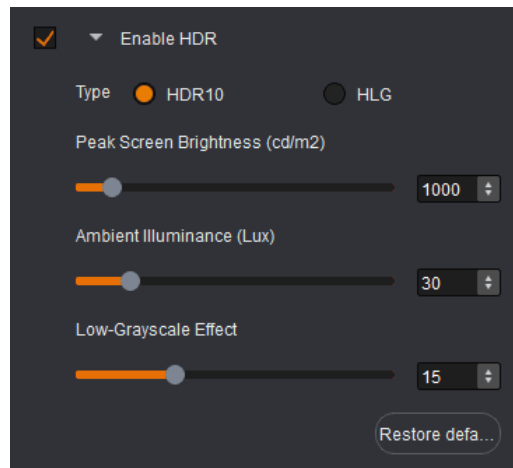 Enable HDR
Type HDR10 HLG
Peak Screen Brightness (cd/m2)
1000
Ambient Illuminance (Lux)
30
Low-Grayscale Effect
15
Restore defa...